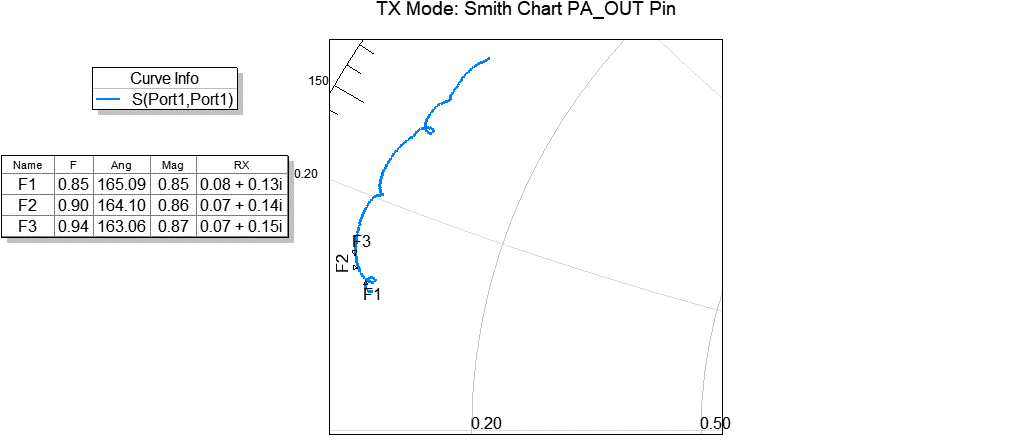 TX Mode: Smith Chart PA_OUT Pin
Curve Info
S(Port1,Port1)
150
Name F Ang Mag RX
F1 0.85 165.09 0.85 0.08 + 0.13i
F2 0.90 164.10 0.86 0.07 + 0.14i
F3 0.94 163.06 0.87 0.07 + 0.15i
0.20
F3
F2
F1
0.20 0.50